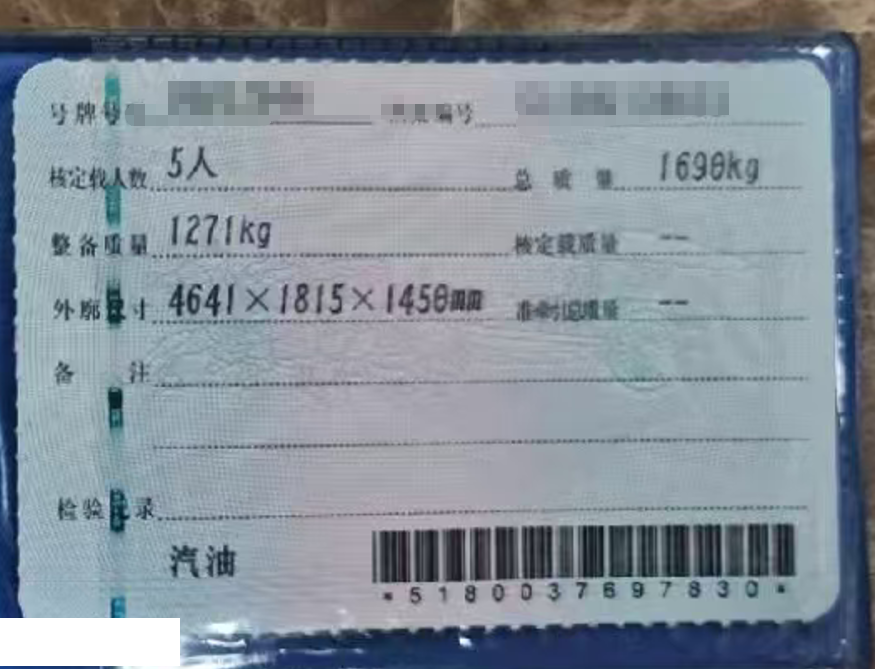 号牌号
编号
核定载人数 5人 总质量 1690kg
整备质量 1271kg 核定载质量 --
外廓尺寸 4641×1815×1450mm 准牵引总质量 --
备注
检验记录
汽油
*5180037697830*